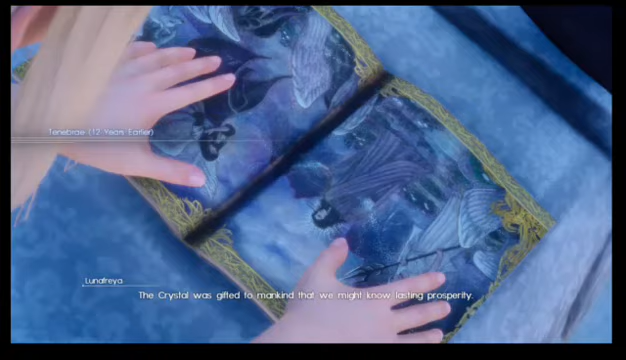 Tenebrae (12 Years Earlier)
Lunafreya
The Crystal was gifted to mankind that we might know lasting prosperity.